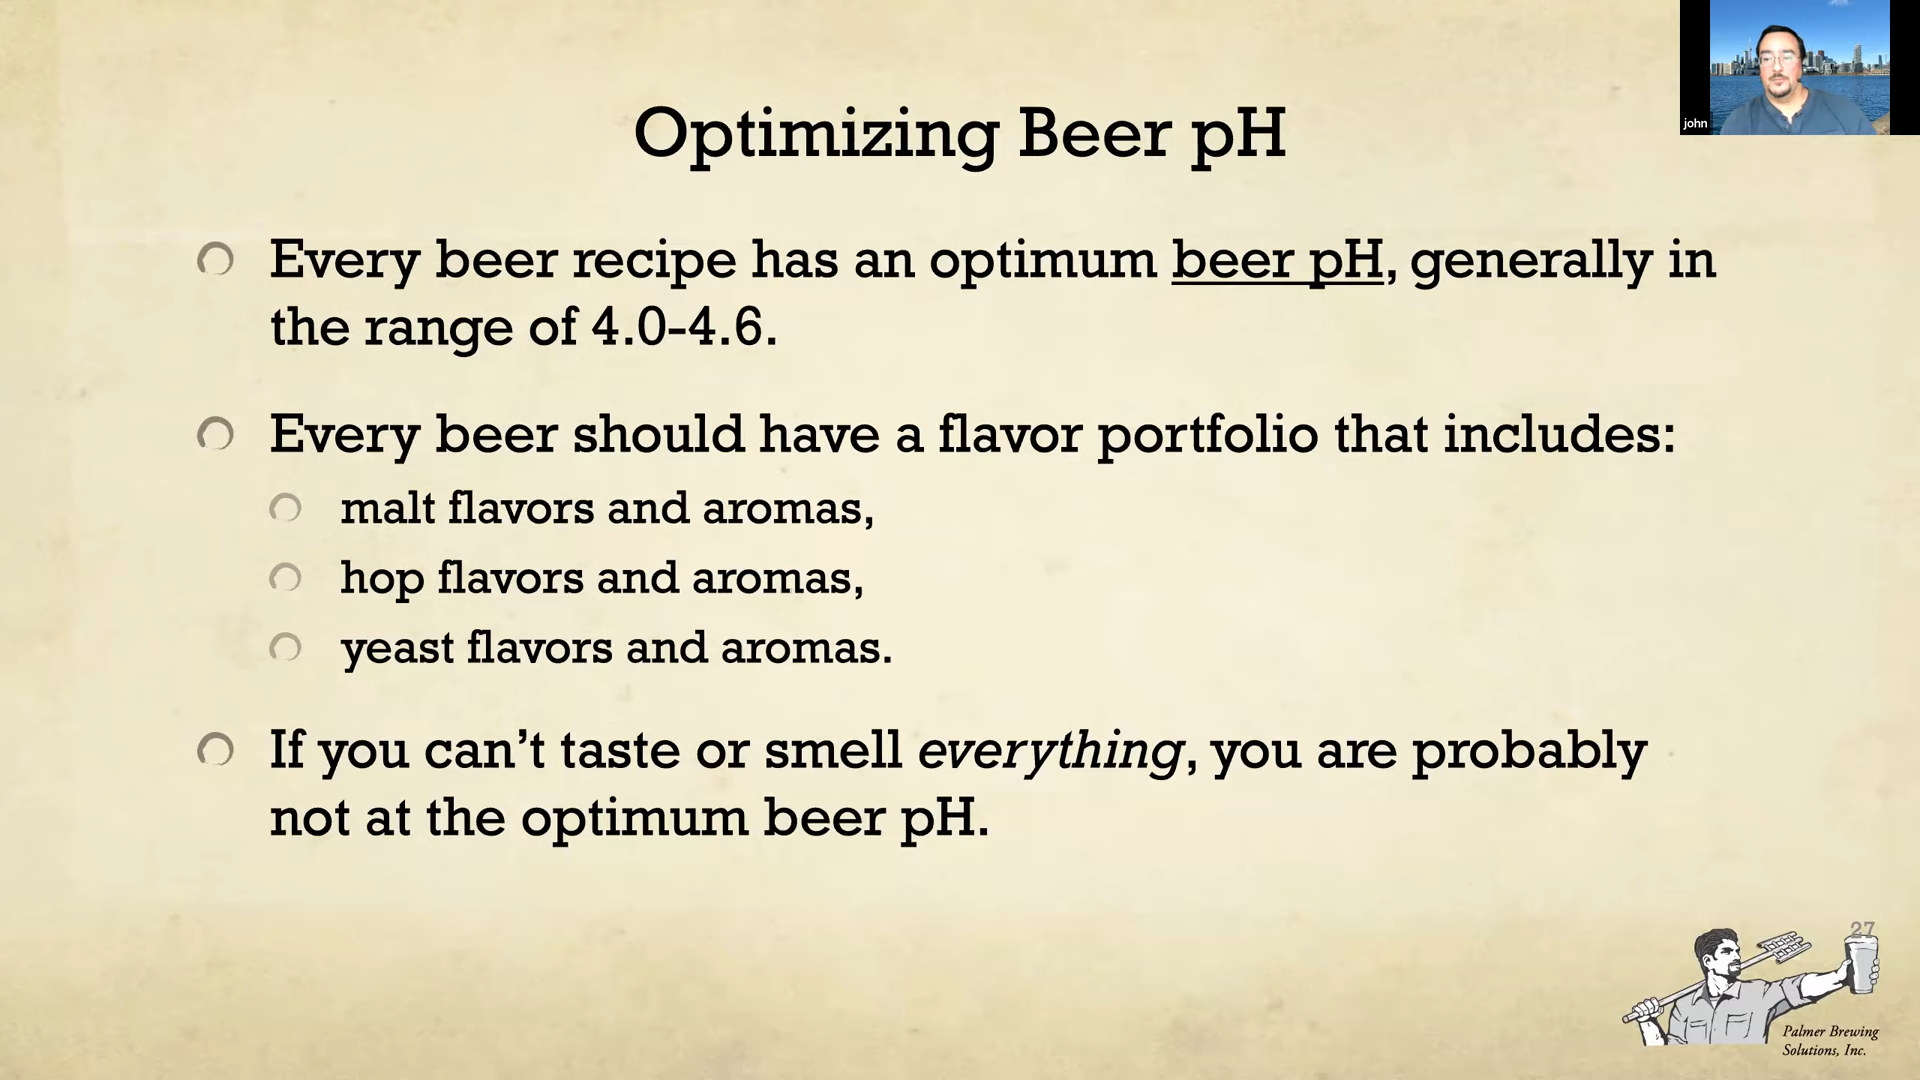 john
Optimizing Beer pH
Every beer recipe has an optimum beer pH, generally in
the range of 4.0-4.6.
Every beer should have a flavor portfolio that includes:
malt flavors and aromas,
hop flavors and aromas,
yeast flavors and aromas.
If you can’t taste or smell everything, you are probably
not at the optimum beer pH.
27
Palmer Brewing
Solutions, Inc.